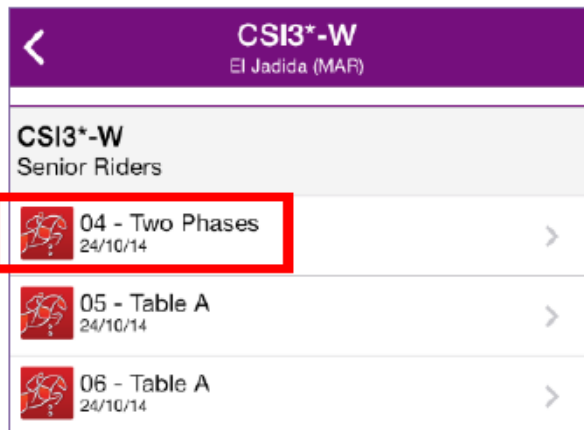 CSI3*-W
El Jadida (MAR)
CSI3*-W
Senior Riders
04 - Two Phases
24/10/14
05 - Table A
24/10/14
06 - Table A
24/10/14